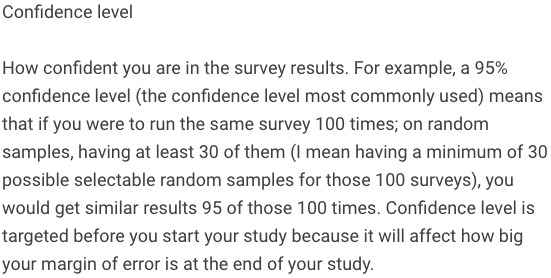 Confidence level
How confident you are in the survey results. For example, a 95%
confidence level (the confidence level most commonly used) means
that if you were to run the same survey 100 times; on random
samples, having at least 30 of them (I mean having a minimum of 30
possible selectable random samples for those 100 surveys), you
would get similar results 95 of those 100 times. Confidence level is
targeted before you start your study because it will affect how big
your margin of error is at the end of your study.